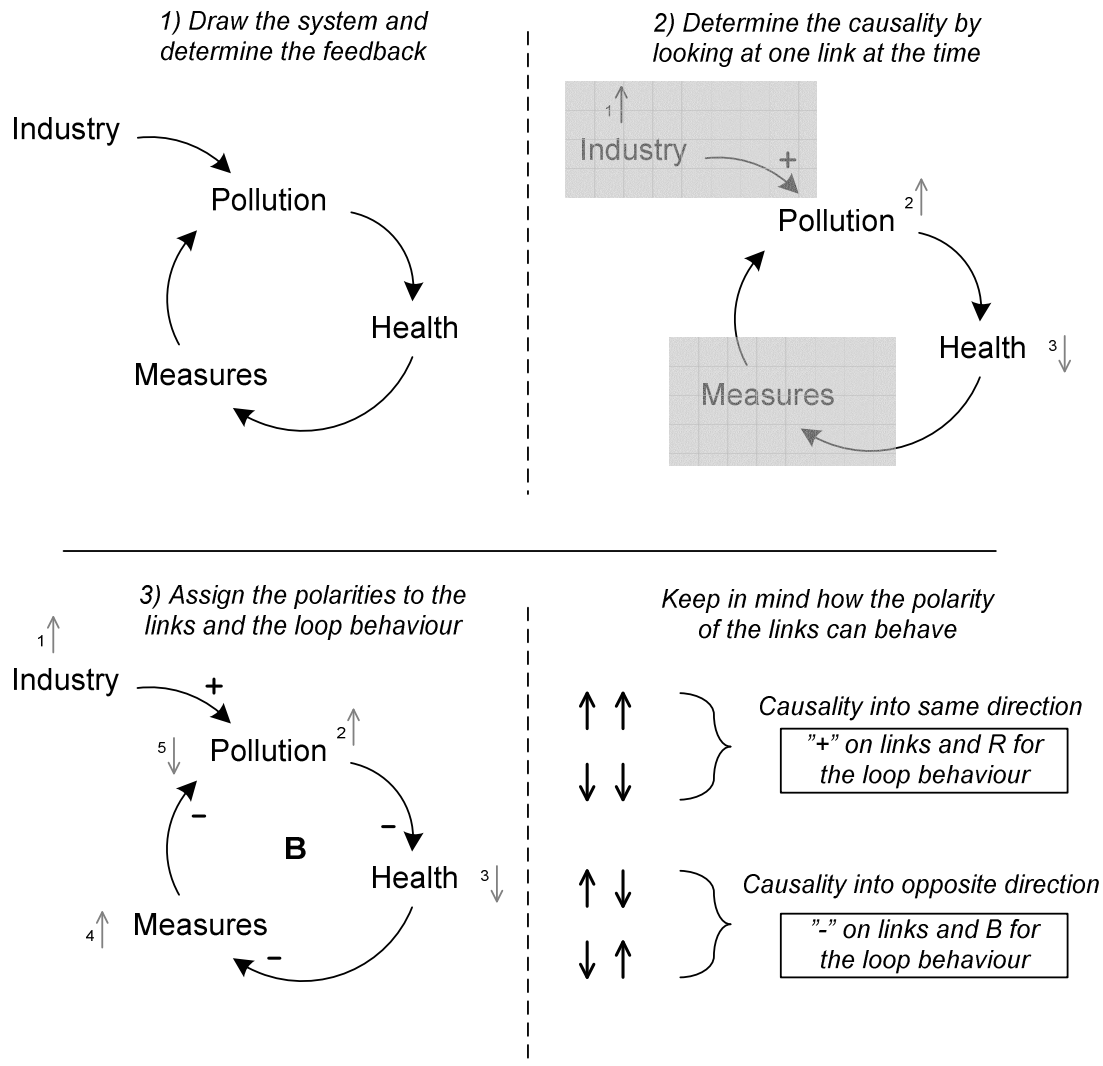 1) Draw the system and
determine the feedback
Industry
Pollution
Health
Measures
2) Determine the causality by
looking at one link at the time
1
Industry
+
Pollution
2
Health
3
Measures
3) Assign the polarities to the
links and the loop behaviour
1
Industry
+
5
Pollution
2
–
–
B
Health
3
4
Measures
–
Keep in mind how the polarity
of the links can behave
Causality into same direction
”+” on links and R for
the loop behaviour
Causality into opposite direction
”-” on links and B for
the loop behaviour